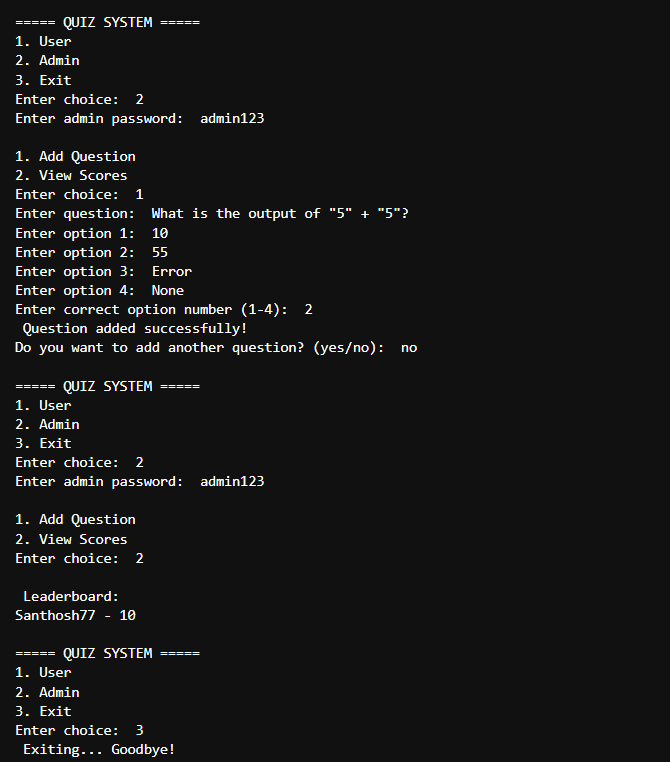 ===== QUIZ SYSTEM =====
1. User
2. Admin
3. Exit
Enter choice:  2
Enter admin password:  admin123

1. Add Question
2. View Scores
Enter choice:  1
Enter question:  What is the output of "5" + "5"?
Enter option 1:  10
Enter option 2:  55
Enter option 3:  Error
Enter option 4:  None
Enter correct option number (1-4):  2
 Question added successfully!
Do you want to add another question? (yes/no):  no

===== QUIZ SYSTEM =====
1. User
2. Admin
3. Exit
Enter choice:  2
Enter admin password:  admin123

1. Add Question
2. View Scores
Enter choice:  2

 Leaderboard:
Santhosh77 - 10

===== QUIZ SYSTEM =====
1. User
2. Admin
3. Exit
Enter choice:  3
 Exiting... Goodbye!